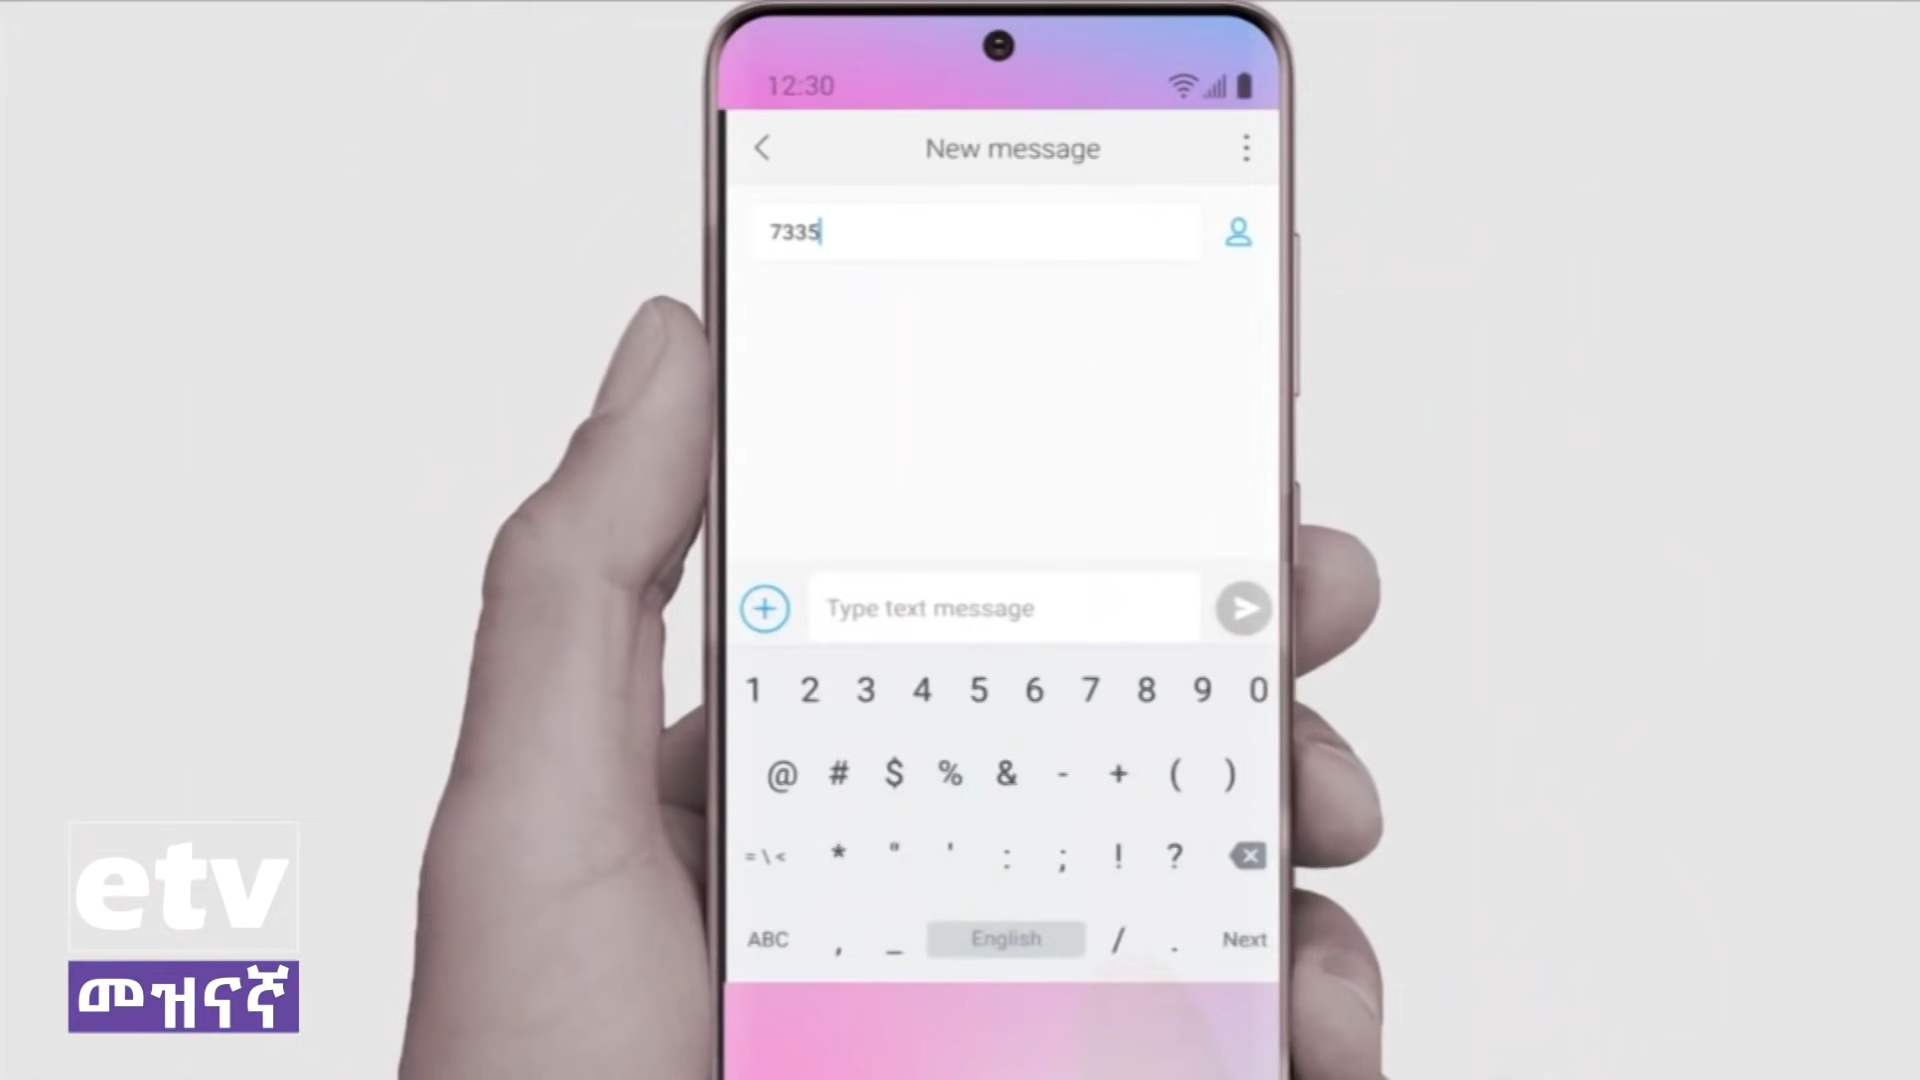 12:30
New message
7335
Type text message
1 2 3 4 5 6 7 8 9 0
@ # $ % & - + ( )
=\< * " ' : ; ! ?
ABC , _ English / . Next
etv
መዝናኛ